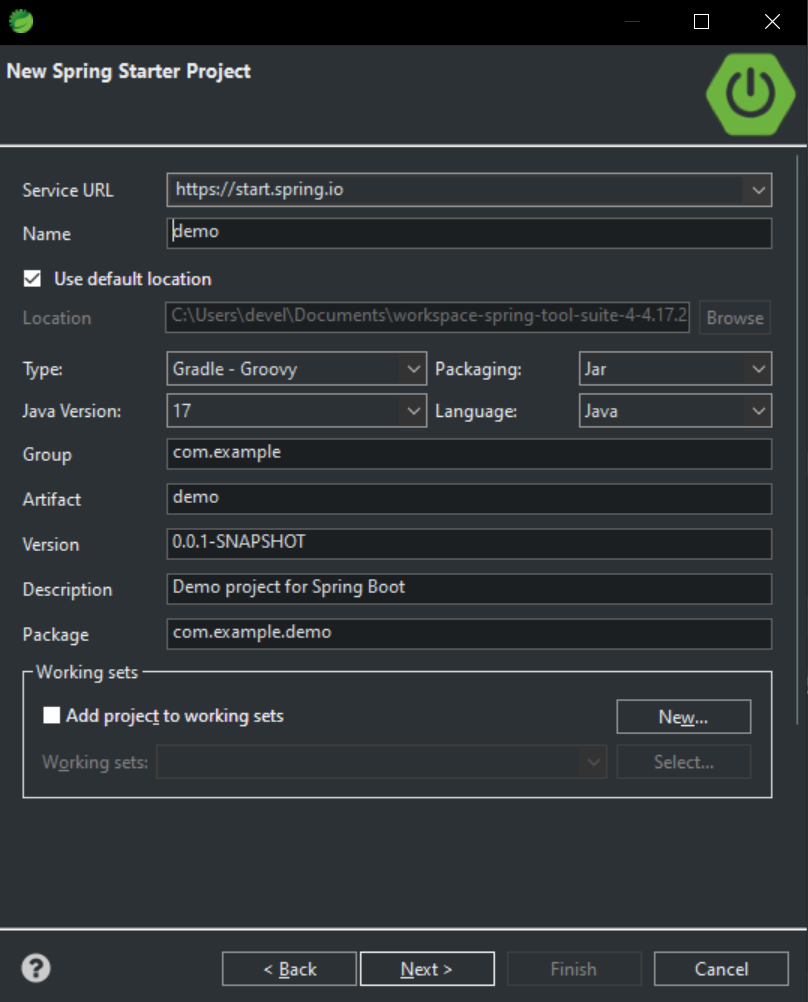 New Spring Starter Project
Service URL https://start.spring.io
Name demo
Use default location
Location C:\Users\devel\Documents\workspace-spring-tool-suite-4-4.17.2 Browse
Type: Gradle - Groovy Packaging: Jar
Java Version: 17 Language: Java
Group com.example
Artifact demo
Version 0.0.1-SNAPSHOT
Description Demo project for Spring Boot
Package com.example.demo
Working sets
Add project to working sets New...
Working sets: Select...
? < Back Next > Finish Cancel